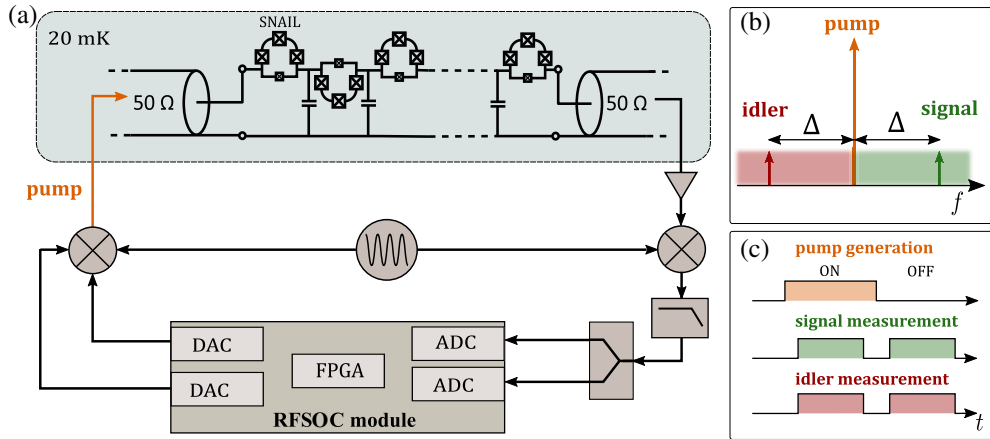 (a)
20 mK
SNAIL
50 Ω
50 Ω
pump
DAC
DAC
FPGA
ADC
ADC
RFSOC module
(b)
pump
idler
Δ
Δ
signal
f
(c)
pump generation
ON
OFF
signal measurement
idler measurement
t